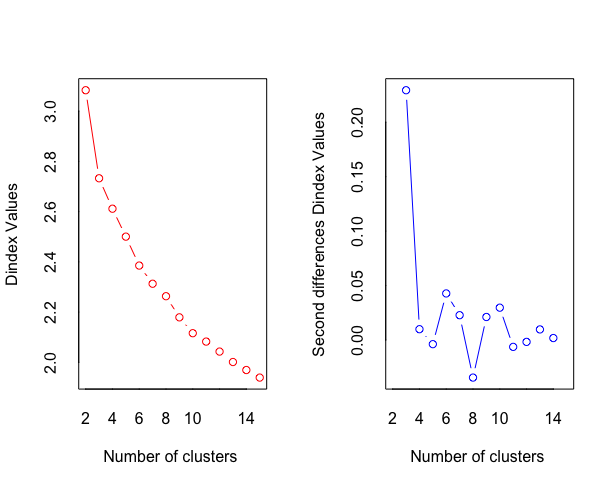 Dindex Values
3.0
2.8
2.6
2.4
2.2
2.0
2 4 6 8 10 14
Number of clusters
Second differences Dindex Values
0.20
0.15
0.10
0.05
0.00
2 4 6 8 10 14
Number of clusters